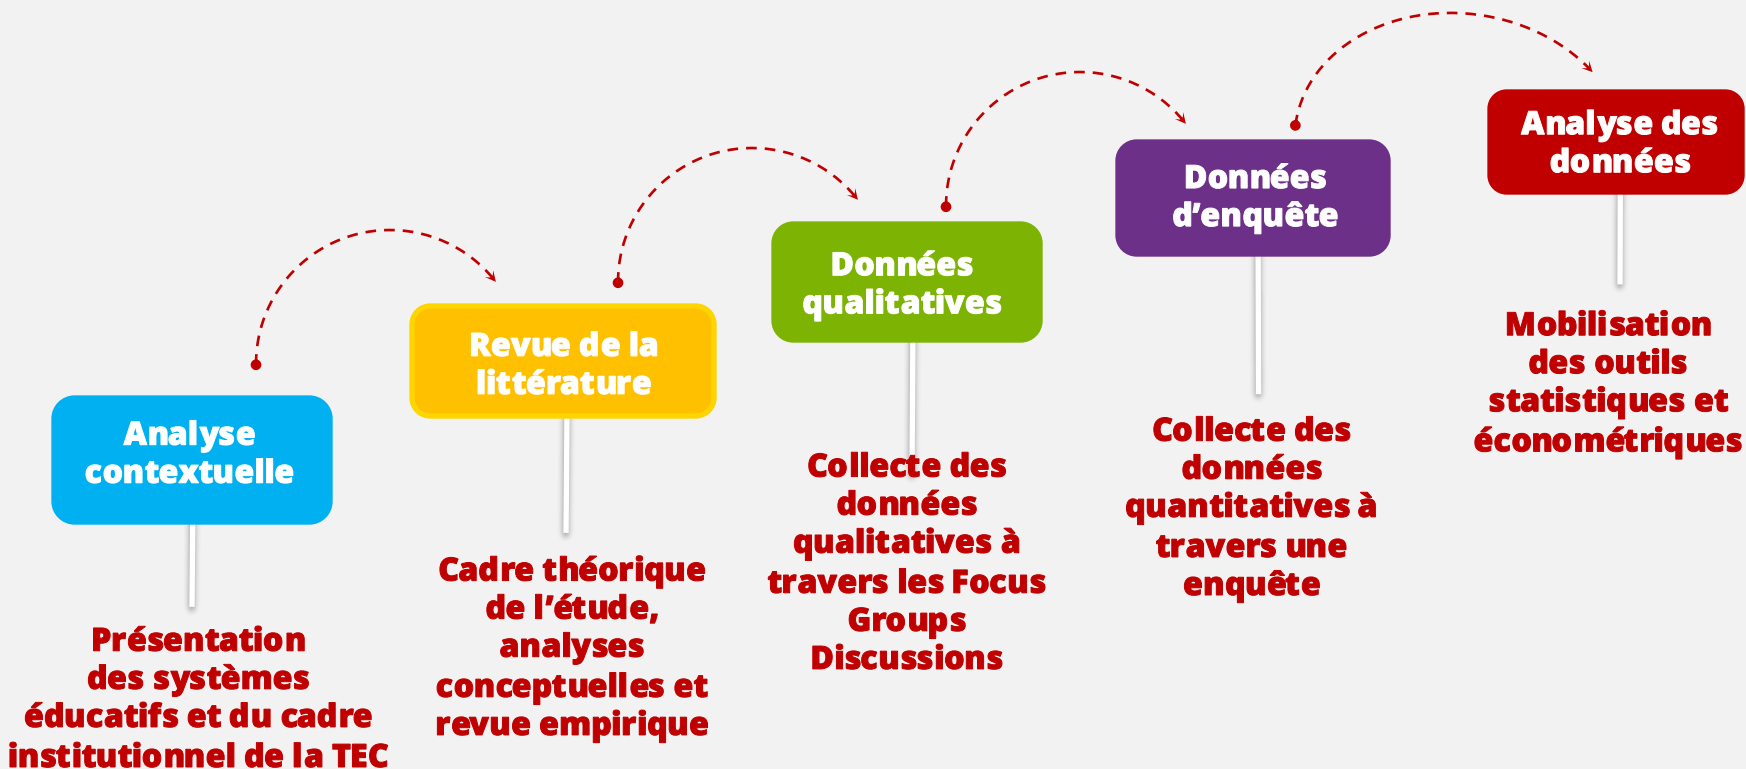 Analyse
contextuelle
Présentation
des systèmes
éducatifs et du cadre
institutionnel de la TEC
Revue de la
littérature
Cadre théorique
de l’étude,
analyses
conceptuelles et
revue empirique
Données
qualitatives
Collecte des
données
qualitatives à
travers les Focus
Groups
Discussions
Données
d’enquête
Collecte des
données
quantitatives à
travers une
enquête
Analyse des
données
Mobilisation
des outils
statistiques et
économétriques